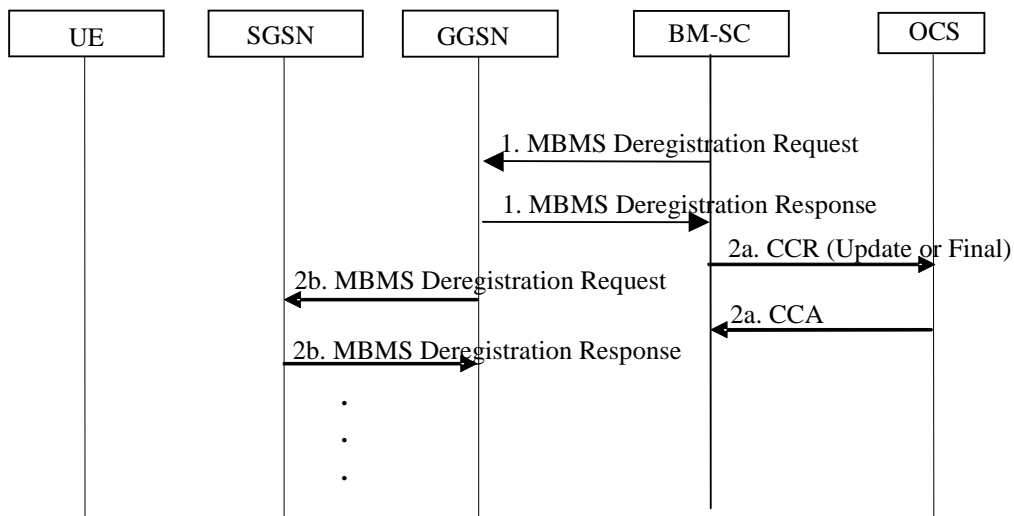 UE
SGSN
GGSN
BM-SC
OCS
1. MBMS Deregistration Request
1. MBMS Deregistration Response
2a. CCR (Update or Final)
2b. MBMS Deregistration Request
2a. CCA
2b. MBMS Deregistration Response
.
.
.